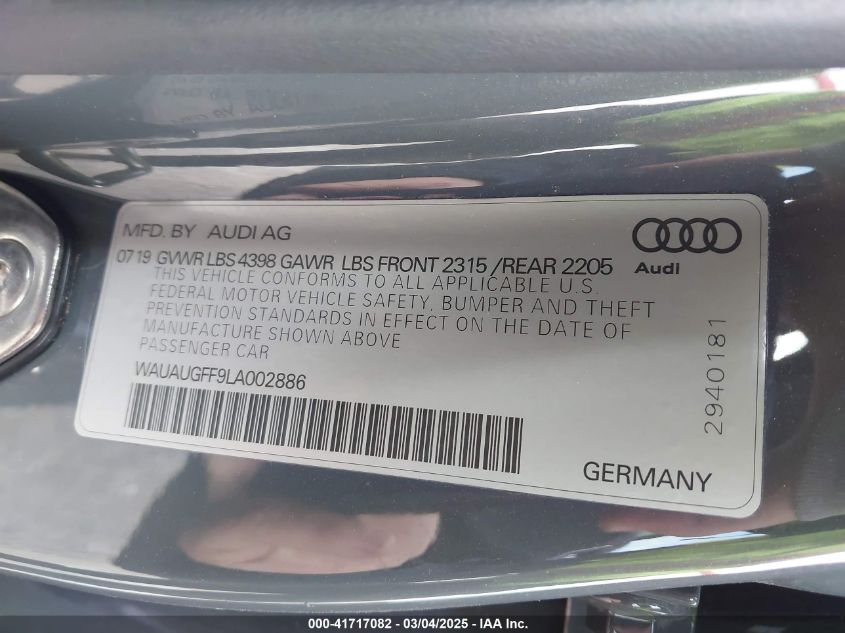 MFD. BY AUDI AG
0719 GVWR LBS 4398 GAWR LBS FRONT 2315 /REAR 2205
THIS VEHICLE CONFORMS TO ALL APPLICABLE U.S.
FEDERAL MOTOR VEHICLE SAFETY, BUMPER AND THEFT
PREVENTION STANDARDS IN EFFECT ON THE DATE OF
MANUFACTURE SHOWN ABOVE
PASSENGER CAR
WAUAUGFF9LA002886
Audi
2940181
GERMANY
000-41717082 - 03/04/2025 - IAA Inc.